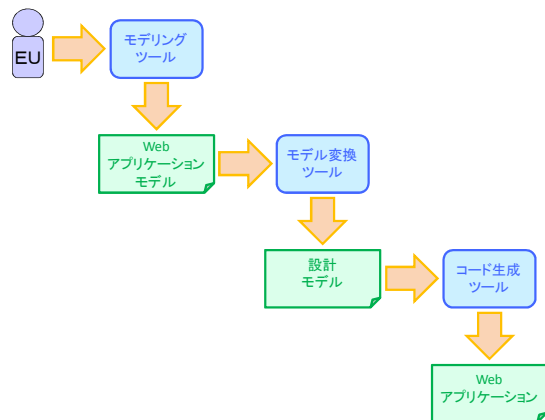 EU
モデリング
ツール
Web
アプリケーション
モデル
モデル変換
ツール
設計
モデル
コード生成
ツール
Web
アプリケーション